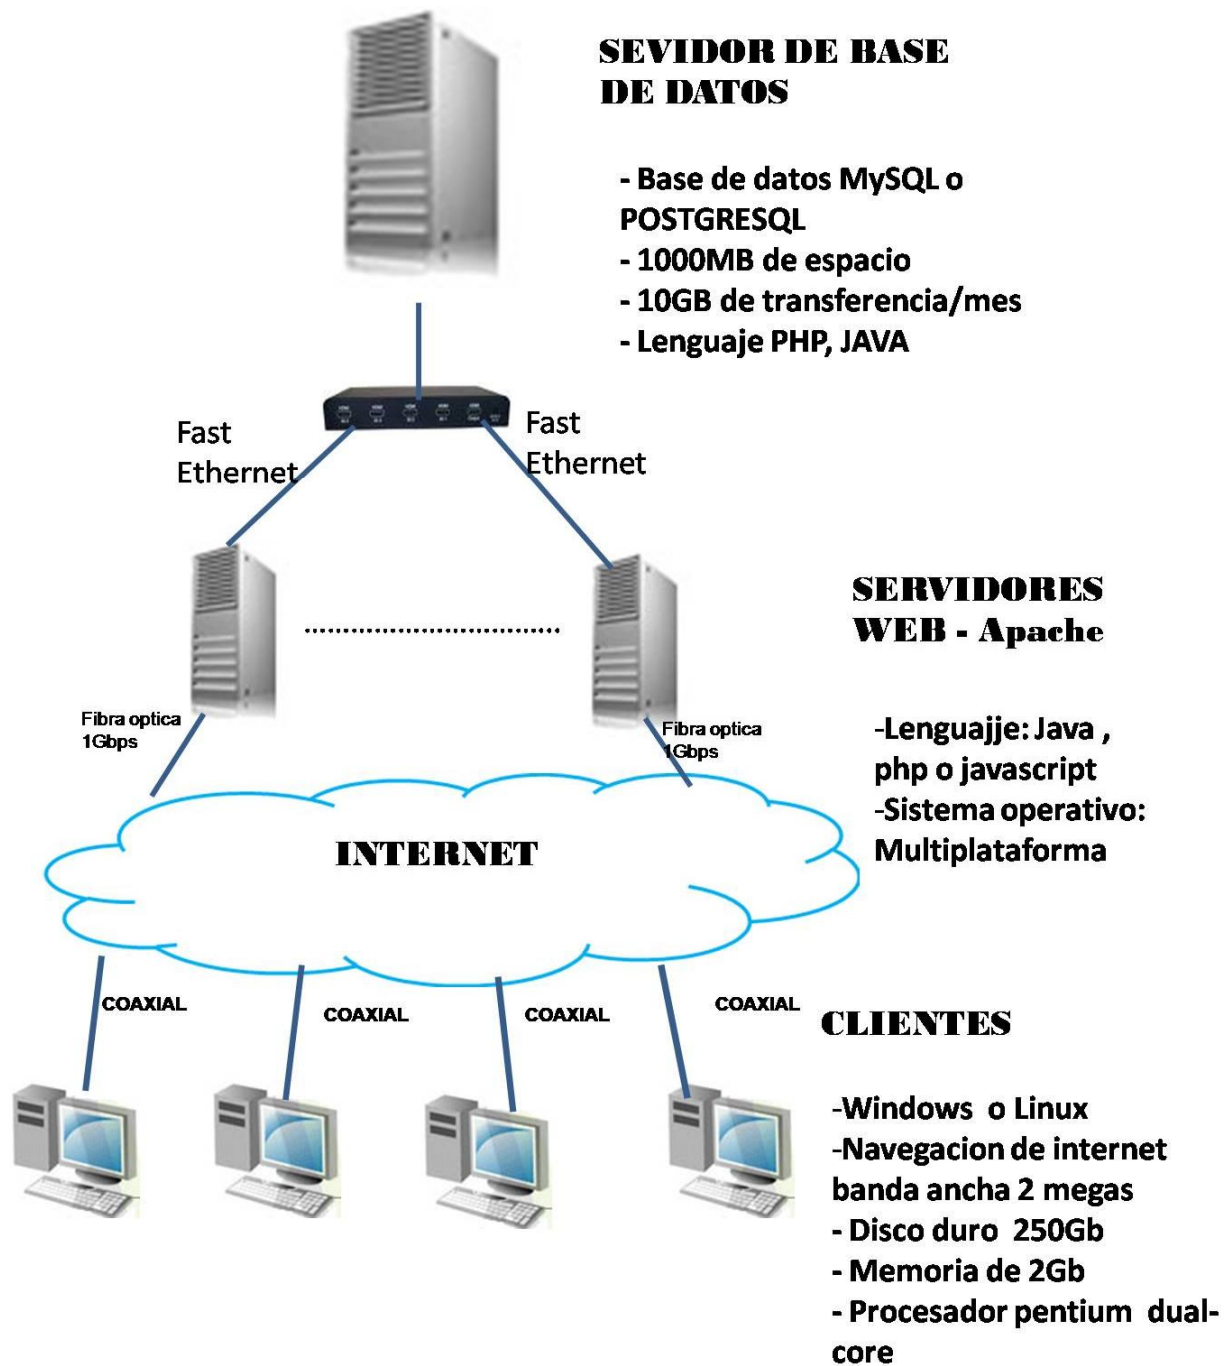 SEVIDOR DE BASE
DE DATOS
- Base de datos MySQL o
POSTGRESQL
- 1000MB de espacio
- 10GB de transferencia/mes
- Lenguaje PHP, JAVA
Fast
Ethernet
Fast
Ethernet
SERVIDORES
WEB - Apache
Fibra optica
1Gbps
Fibra optica
1Gbps
-Lenguajje: Java ,
php o javascript
-Sistema operativo:
Multiplataforma
INTERNET
COAXIAL
COAXIAL
COAXIAL
COAXIAL
CLIENTES
-Windows o Linux
-Navegacion de internet
banda ancha 2 megas
- Disco duro 250Gb
- Memoria de 2Gb
- Procesador pentium dual-
core